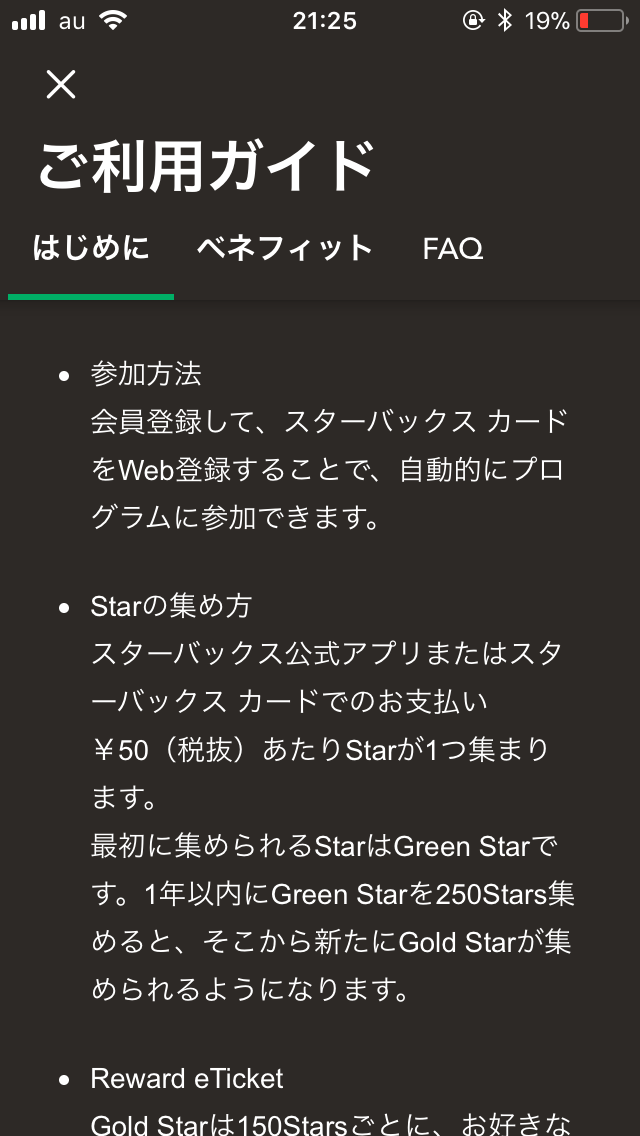 au 21:25 19%
ご利用ガイド
はじめに ベネフィット FAQ
• 参加方法
会員登録して、スターバックス カード
をWeb登録することで、自動的にプロ
グラムに参加できます。
• Starの集め方
スターバックス公式アプリまたはスタ
ーバックス カードでのお支払い
￥50（税抜）あたりStarが1つ集まり
ます。
最初に集められるStarはGreen Starで
す。1年以内にGreen Starを250Stars集
めると、そこから新たにGold Starが集
められるようになります。
• Reward eTicket
Gold Starは150Starsごとに、お好きな